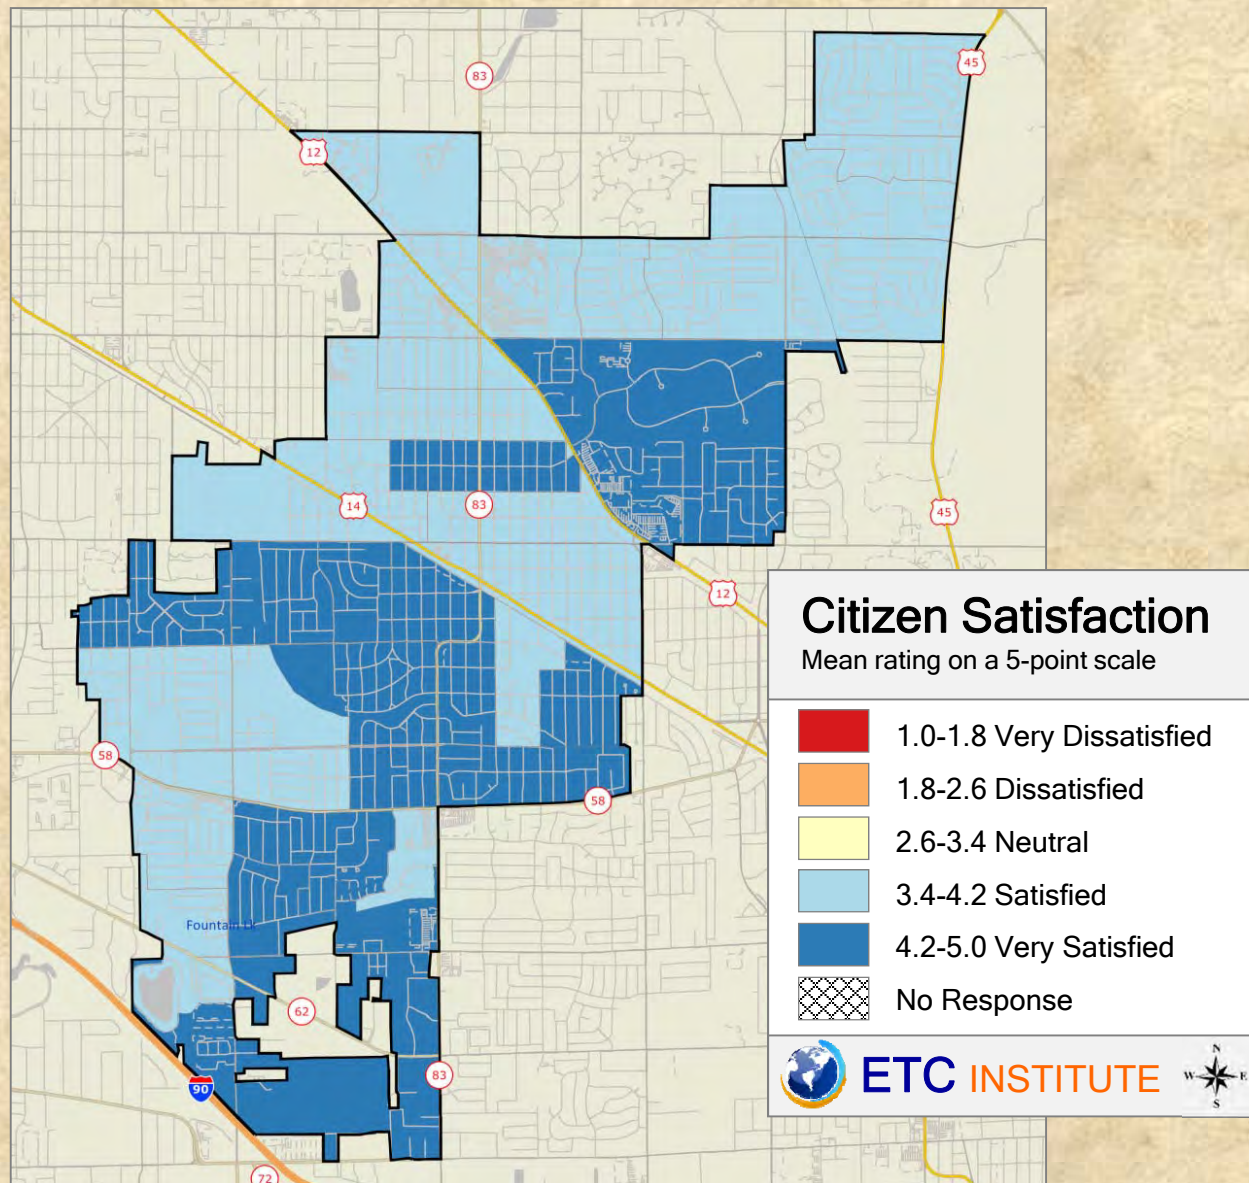 45
83
12
83
14
45
12
58
58
Fountain Lk
62
83
90
72
Citizen Satisfaction
Mean rating on a 5-point scale
1.0-1.8 Very Dissatisfied
1.8-2.6 Dissatisfied
2.6-3.4 Neutral
3.4-4.2 Satisfied
4.2-5.0 Very Satisfied
No Response
ETC INSTITUTE
N
W E
S